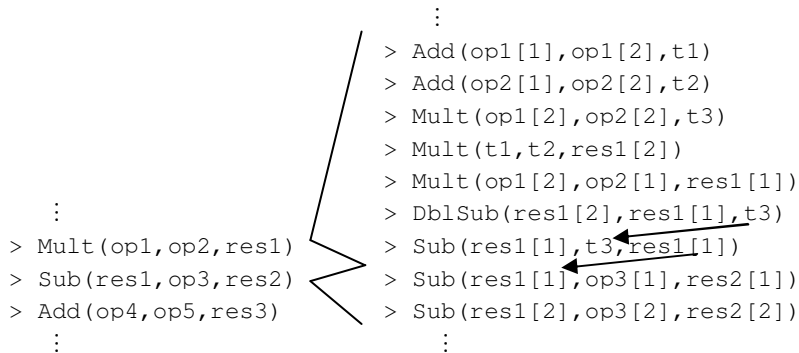 ⋮
> Add(op1[1],op1[2],t1)
> Add(op2[1],op2[2],t2)
> Mult(op1[2],op2[2],t3)
> Mult(t1,t2,res1[2])
> Mult(op1[2],op2[1],res1[1])
> DblSub(res1[2],res1[1],t3)
> Sub(res1[1],t3,res1[1])
> Sub(res1[1],op3[1],res2[1])
> Sub(res1[2],op3[2],res2[2])
⋮
⋮
> Mult(op1,op2,res1)
> Sub(res1,op3,res2)
> Add(op4,op5,res3)
⋮